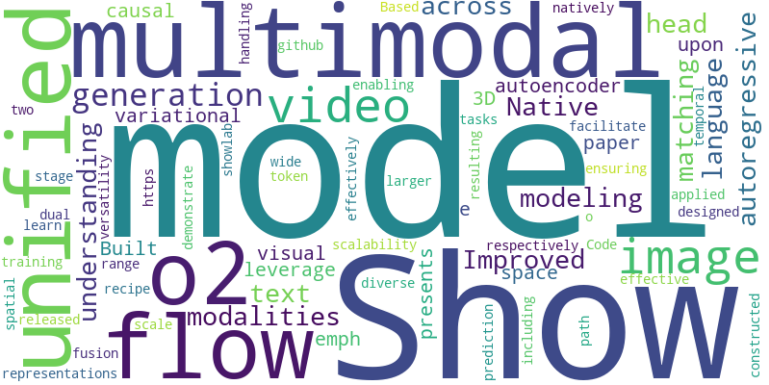 multimodal
model
Show
unified
flow
o2
video
image
generation
understanding
autoregressive
language
matching
head
across
causal
Based
natively
handling
github
upon
two
variational
enabling
autoencoder
3D
Native
tasks
temporal
facilitate
paper
stage
dual
learn
versatility
https
demonstrate
showlab
wide
token
effectively
larger
resulting
ensuring
modeling
applied
designed
e
o
Code
training
spatial
released
representations
Built
range
recipe
scale
fusion
modalities
leverage
visual
text
emph
scalability
diverse
presents
Improved
respectively
space
prediction
including
path
effective
constructed